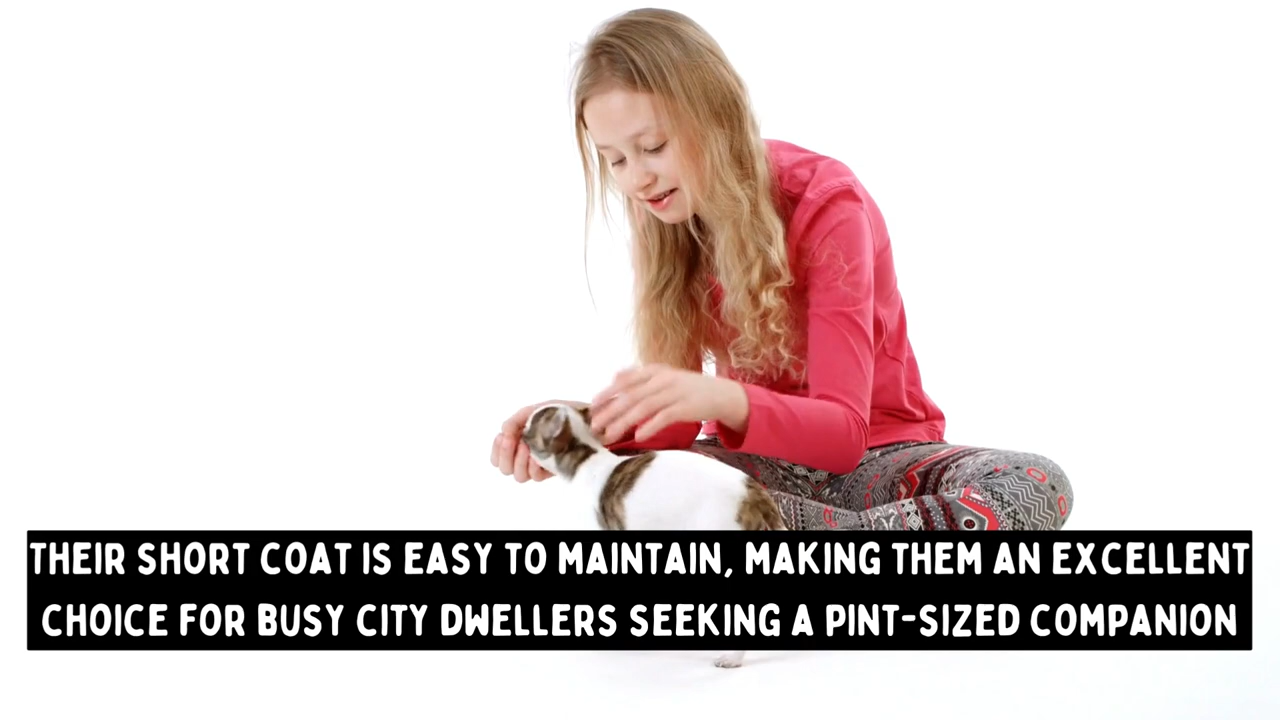 THEIR SHORT COAT IS EASY TO MAINTAIN, MAKING THEM AN EXCELLENT
CHOICE FOR BUSY CITY DWELLERS SEEKING A PINT-SIZED COMPANION